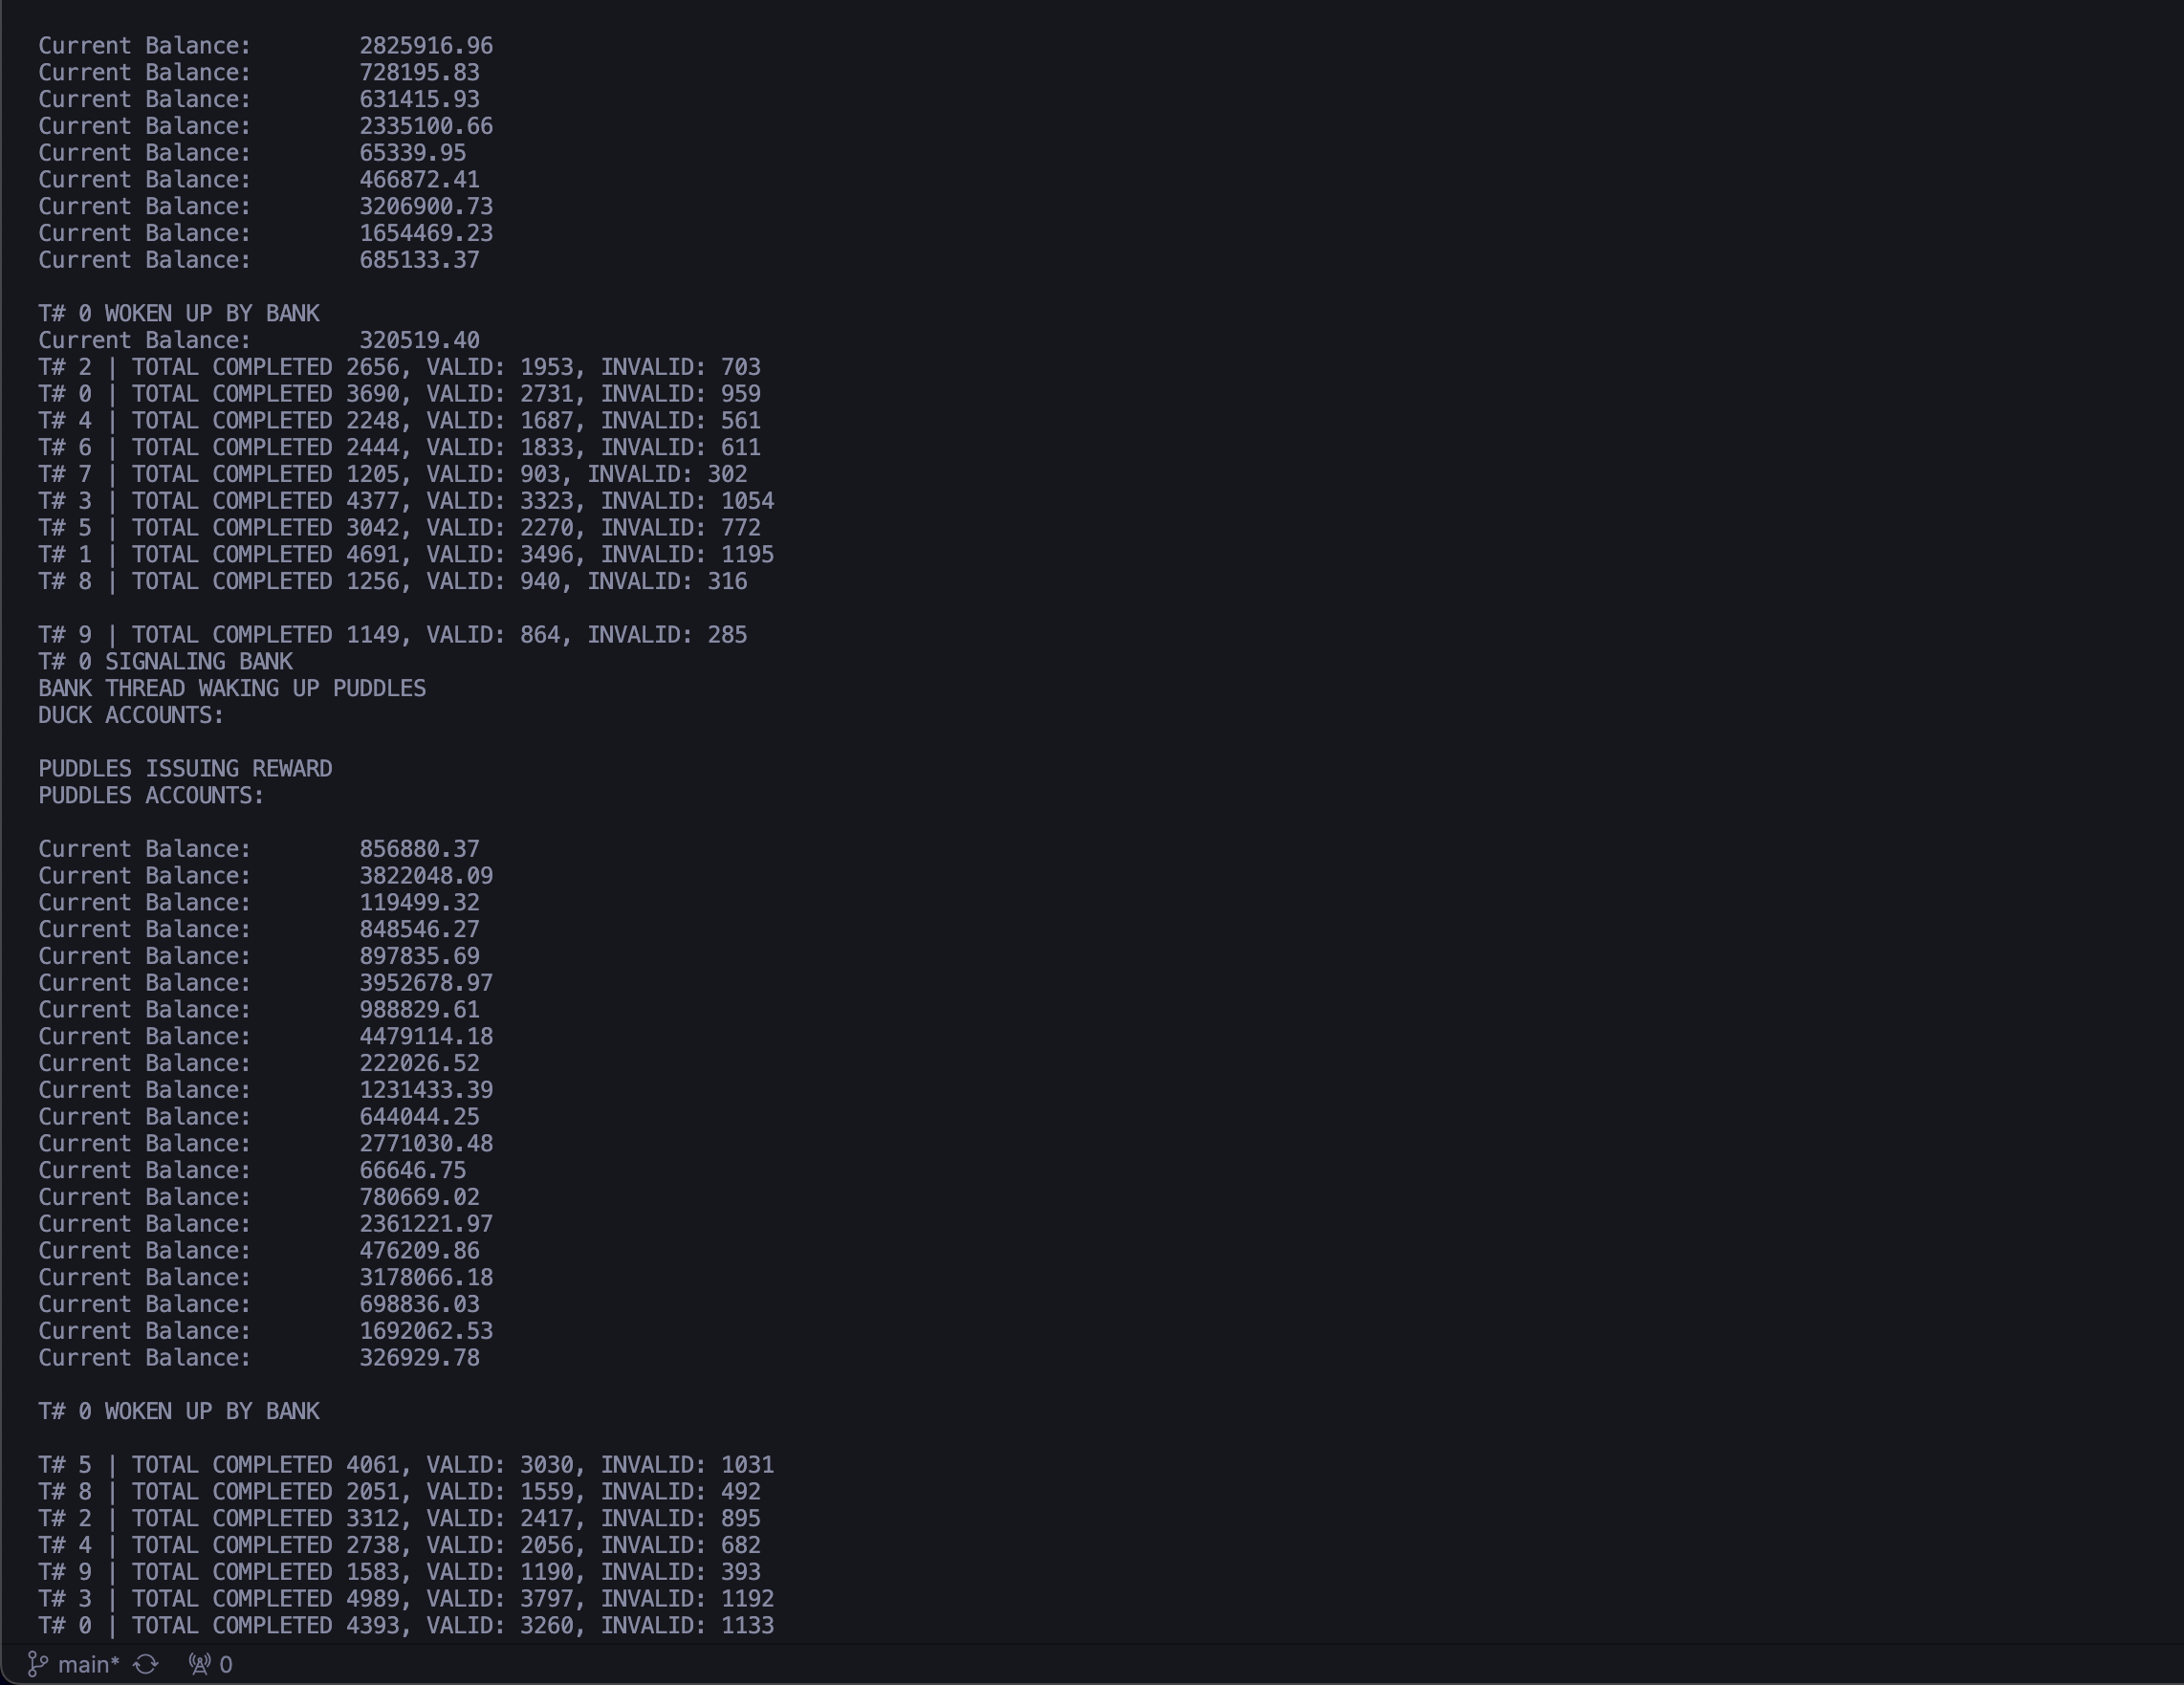 Current Balance:        2825916.96
Current Balance:        728195.83
Current Balance:        631415.93
Current Balance:        2335100.66
Current Balance:        65339.95
Current Balance:        466872.41
Current Balance:        3206900.73
Current Balance:        1654469.23
Current Balance:        685133.37

T# 0 WOKEN UP BY BANK
Current Balance:        320519.40
T# 2 | TOTAL COMPLETED 2656, VALID: 1953, INVALID: 703
T# 0 | TOTAL COMPLETED 3690, VALID: 2731, INVALID: 959
T# 4 | TOTAL COMPLETED 2248, VALID: 1687, INVALID: 561
T# 6 | TOTAL COMPLETED 2444, VALID: 1833, INVALID: 611
T# 7 | TOTAL COMPLETED 1205, VALID: 903, INVALID: 302
T# 3 | TOTAL COMPLETED 4377, VALID: 3323, INVALID: 1054
T# 5 | TOTAL COMPLETED 3042, VALID: 2270, INVALID: 772
T# 1 | TOTAL COMPLETED 4691, VALID: 3496, INVALID: 1195
T# 8 | TOTAL COMPLETED 1256, VALID: 940, INVALID: 316

T# 9 | TOTAL COMPLETED 1149, VALID: 864, INVALID: 285
T# 0 SIGNALING BANK
BANK THREAD WAKING UP PUDDLES
DUCK ACCOUNTS:

PUDDLES ISSUING REWARD
PUDDLES ACCOUNTS:

Current Balance:        856880.37
Current Balance:        3822048.09
Current Balance:        119499.32
Current Balance:        848546.27
Current Balance:        897835.69
Current Balance:        3952678.97
Current Balance:        988829.61
Current Balance:        4479114.18
Current Balance:        222026.52
Current Balance:        1231433.39
Current Balance:        644044.25
Current Balance:        2771030.48
Current Balance:        66646.75
Current Balance:        780669.02
Current Balance:        2361221.97
Current Balance:        476209.86
Current Balance:        3178066.18
Current Balance:        698836.03
Current Balance:        1692062.53
Current Balance:        326929.78

T# 0 WOKEN UP BY BANK

T# 5 | TOTAL COMPLETED 4061, VALID: 3030, INVALID: 1031
T# 8 | TOTAL COMPLETED 2051, VALID: 1559, INVALID: 492
T# 2 | TOTAL COMPLETED 3312, VALID: 2417, INVALID: 895
T# 4 | TOTAL COMPLETED 2738, VALID: 2056, INVALID: 682
T# 9 | TOTAL COMPLETED 1583, VALID: 1190, INVALID: 393
T# 3 | TOTAL COMPLETED 4989, VALID: 3797, INVALID: 1192
T# 0 | TOTAL COMPLETED 4393, VALID: 3260, INVALID: 1133
main* 0